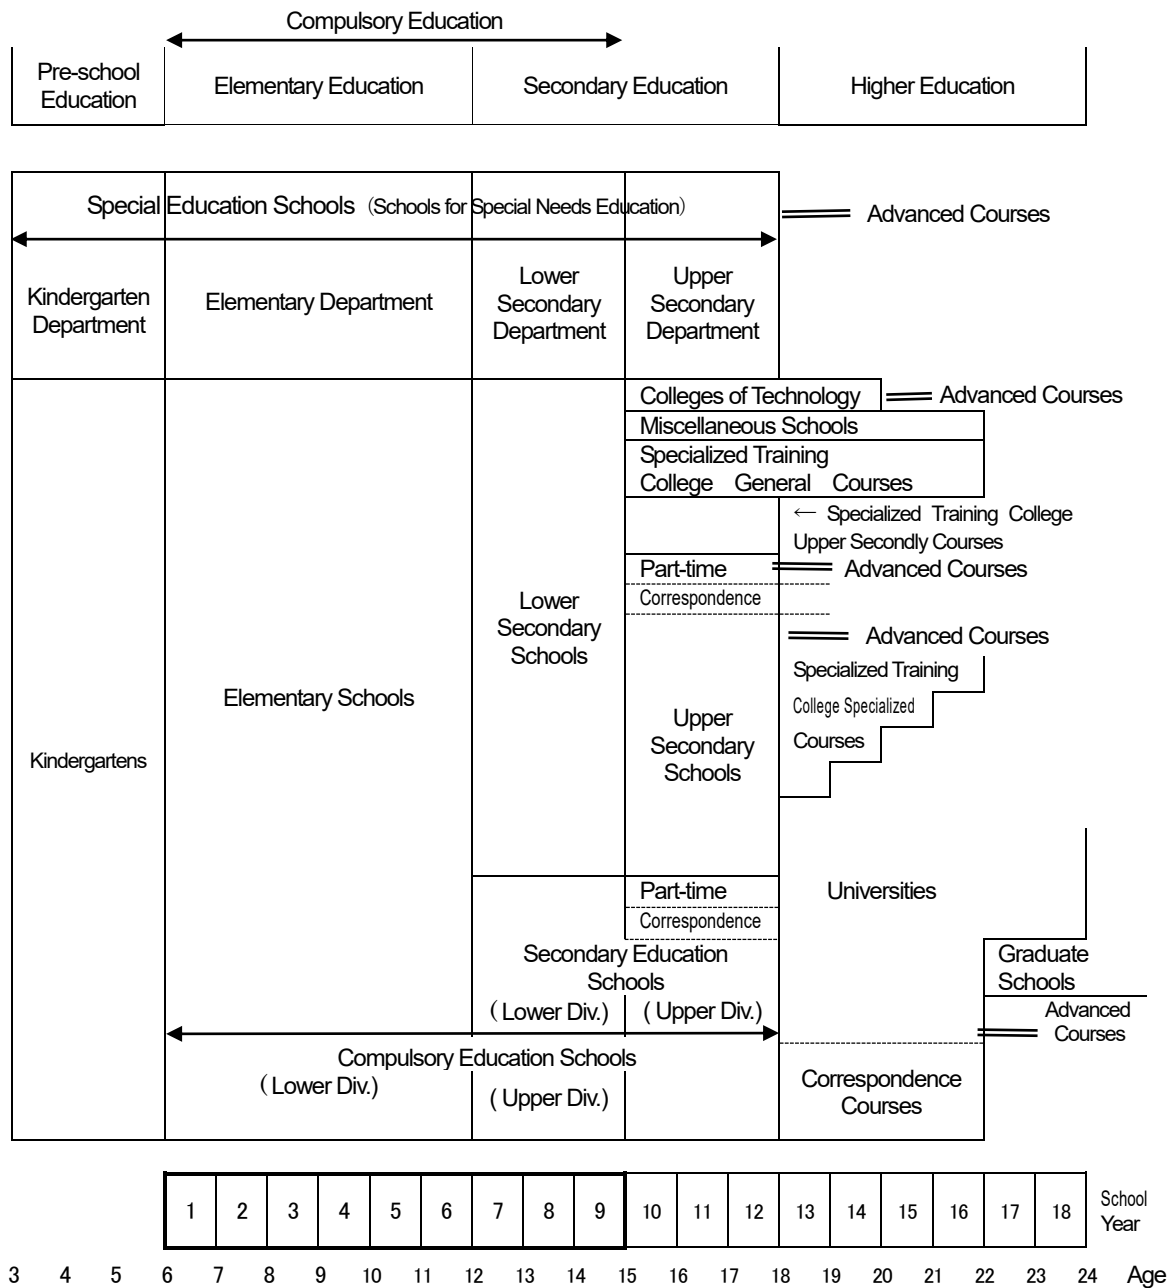 Compulsory Education
Pre-school
Education
Elementary Education
Secondary Education
Higher Education
Special Education Schools (Schools for Special Needs Education)
Advanced Courses
Kindergarten
Department
Elementary Department
Lower
Secondary
Department
Upper
Secondary
Department
Colleges of Technology
Advanced Courses
Miscellaneous Schools
Specialized Training
College General Courses
← Specialized Training College
Upper Secondly Courses
Part-time
Advanced Courses
Correspondence
Lower
Secondary
Schools
Advanced Courses
Specialized Training
College Specialized
Courses
Elementary Schools
Upper
Secondary
Schools
Kindergartens
Part-time
Correspondence
Universities
Secondary Education
Schools
(Lower Div.) (Upper Div.)
Graduate
Schools
Advanced
Courses
Compulsory Education Schools
(Lower Div.)
(Upper Div.)
Correspondence
Courses
1 2 3 4 5 6 7 8 9 10 11 12 13 14 15 16 17 18
School
Year
3 4 5 6 7 8 9 10 11 12 13 14 15 16 17 18 19 20 21 22 23 24 Age